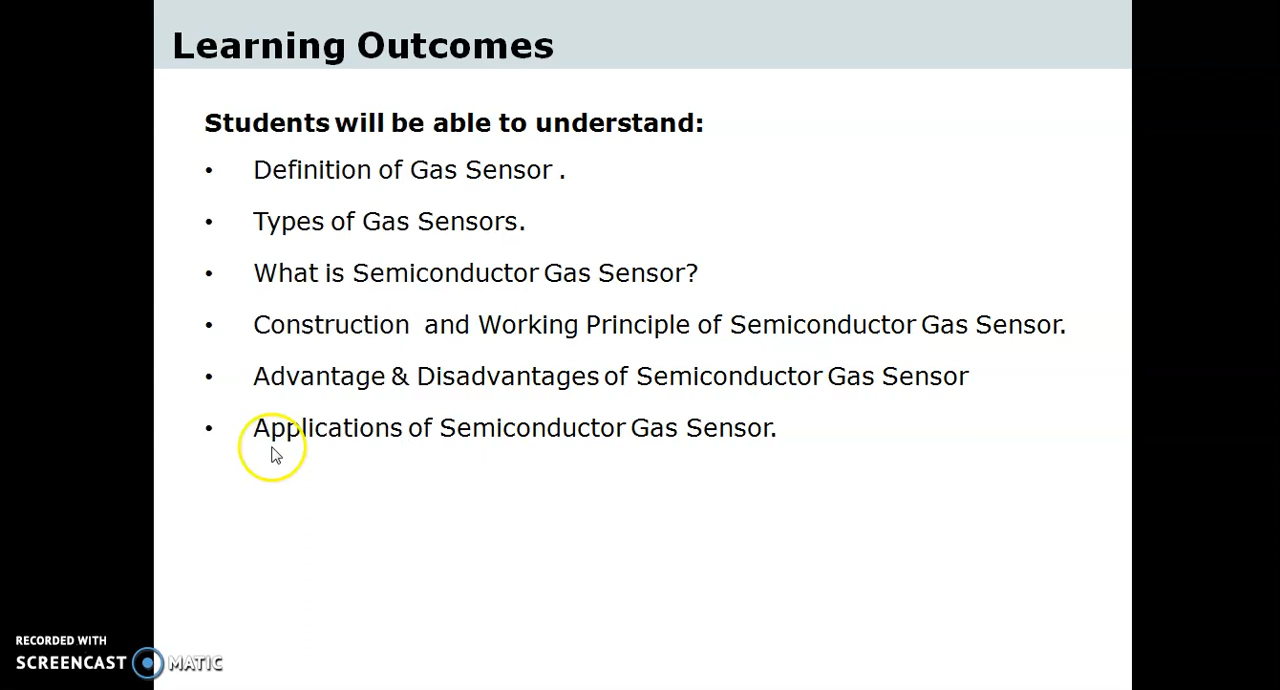 Learning Outcomes
Students will be able to understand:
• Definition of Gas Sensor .
• Types of Gas Sensors.
• What is Semiconductor Gas Sensor?
• Construction  and Working Principle of Semiconductor Gas Sensor.
• Advantage & Disadvantages of Semiconductor Gas Sensor
• Applications of Semiconductor Gas Sensor.
RECORDED WITH
SCREENCAST MATIC